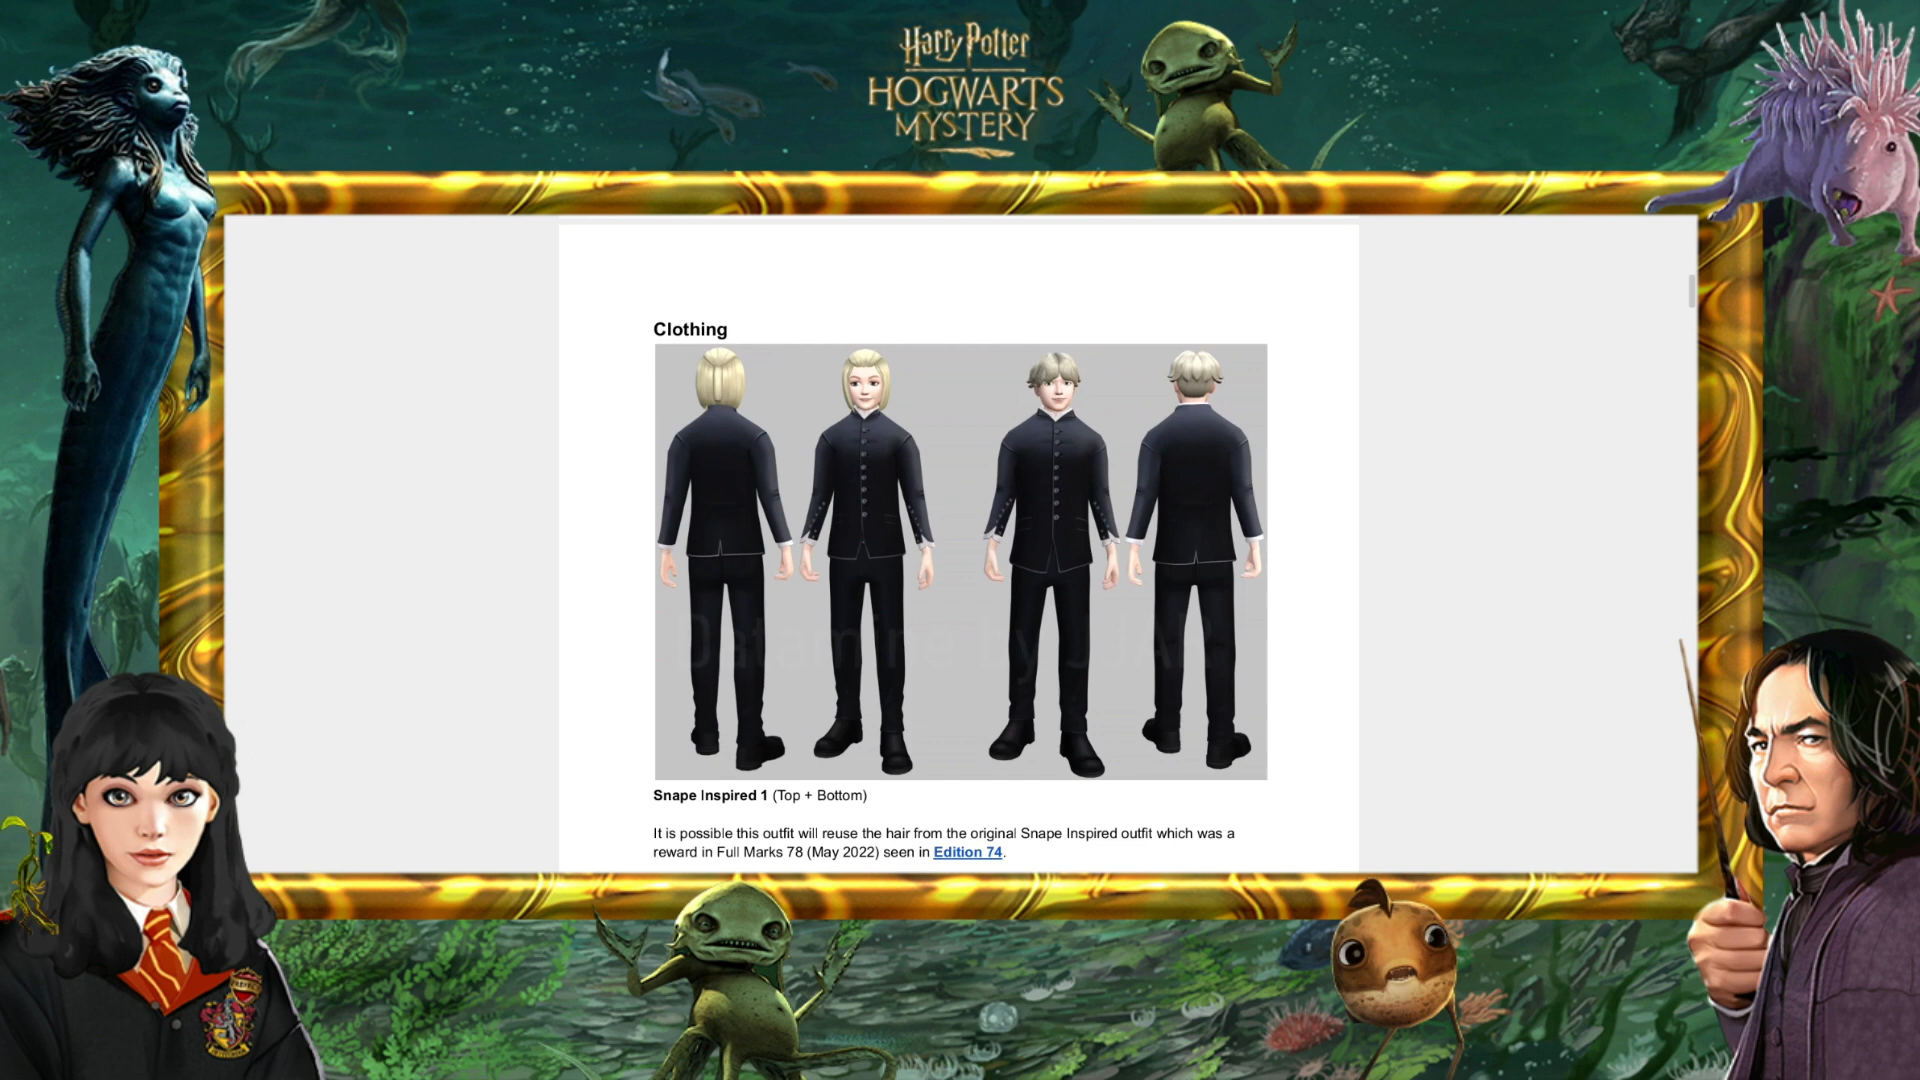 Harry Potter
HOGWARTS
MYSTERY
Clothing
Datamine by
Snape Inspired 1 (Top + Bottom)
It is possible this outfit will reuse the hair from the original Snape Inspired outfit which was a
reward in Full Marks 78 (May 2022) seen in Edition 74.